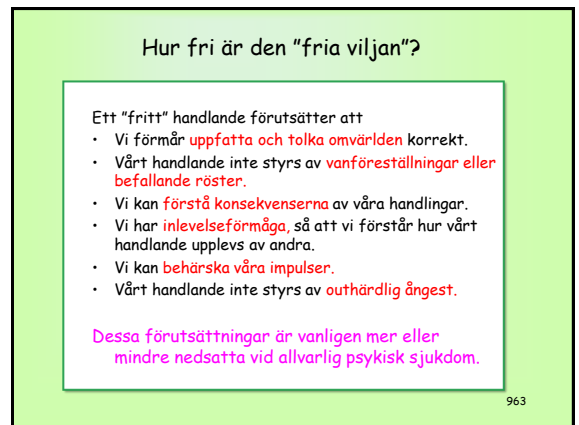 Hur fri är den ”fria viljan”?
Ett ”fritt” handlande förutsätter att
• Vi förmår uppfatta och tolka omvärlden korrekt.
• Vårt handlande inte styrs av vanföreställningar eller
befallande röster.
• Vi kan förstå konsekvenserna av våra handlingar.
• Vi har inlevelseförmåga, så att vi förstår hur vårt
handlande upplevs av andra.
• Vi kan behärska våra impulser.
• Vårt handlande inte styrs av outhärdlig ångest.
Dessa förutsättningar är vanligen mer eller
mindre nedsatta vid allvarlig psykisk sjukdom.
963